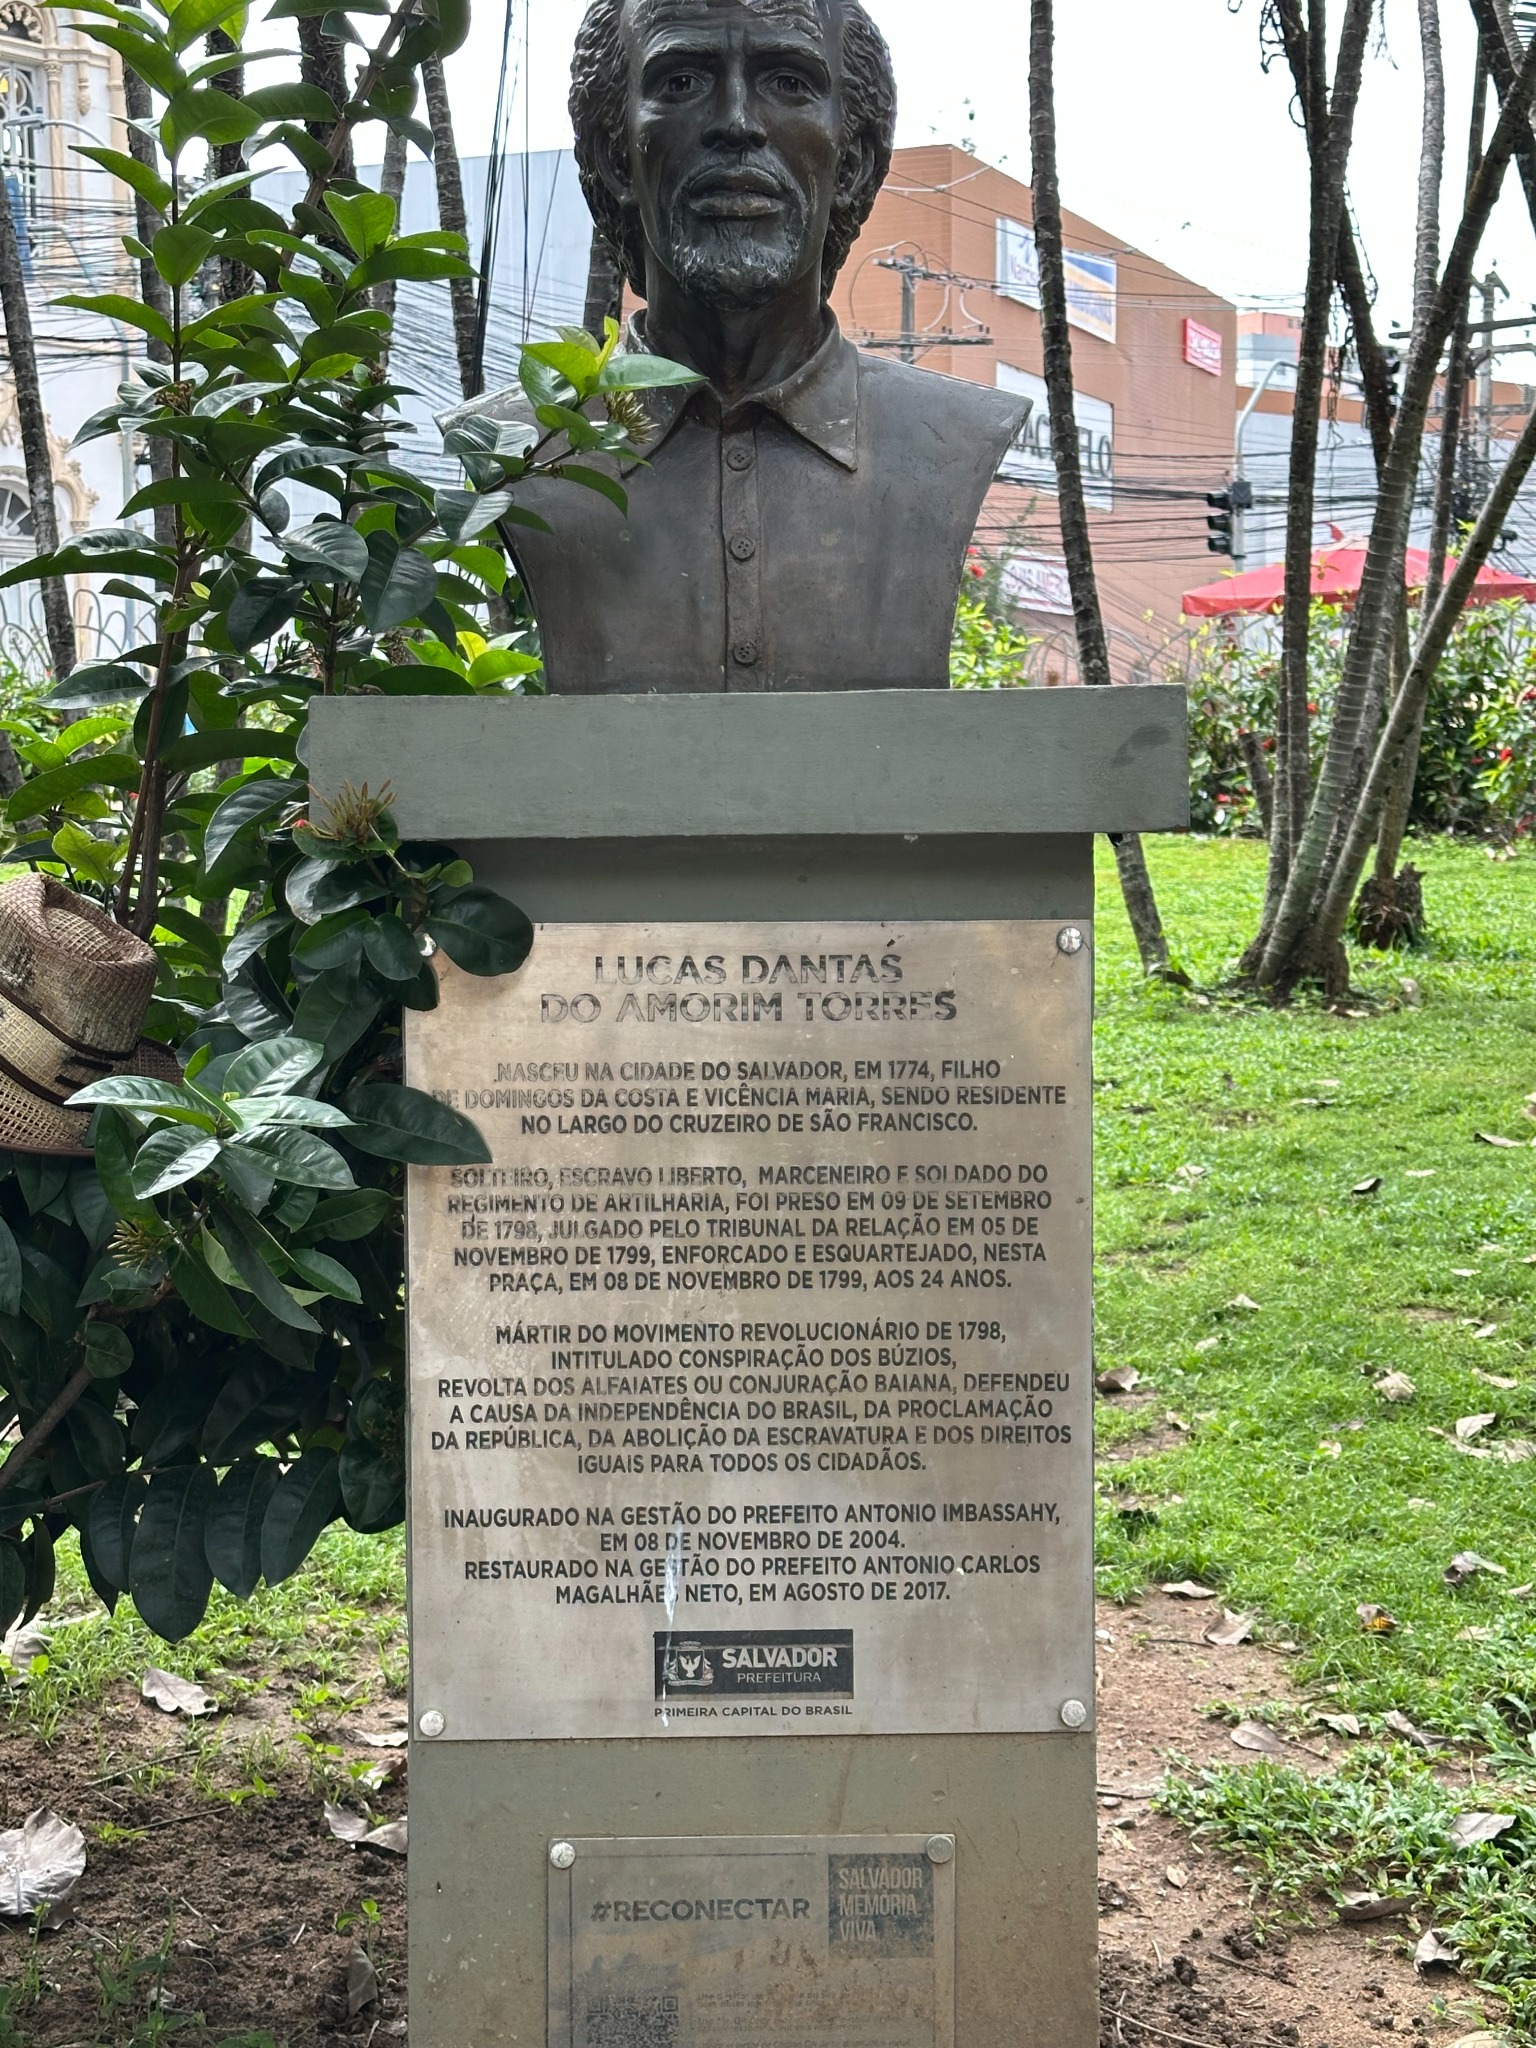 LUCAS DANTAS
DO AMORIM TORRES
NASCEU NA CIDADE DO SALVADOR, EM 1774, FILHO
DE DOMINGOS DA COSTA E VICÊNCIA MARIA, SENDO RESIDENTE
NO LARGO DO CRUZEIRO DE SÃO FRANCISCO.
SOLTEIRO, ESCRAVO LIBERTO, MARCENEIRO E SOLDADO DO
REGIMENTO DE ARTILHARIA, FOI PRESO EM 09 DE SETEMBRO
DE 1798, JULGADO PELO TRIBUNAL DA RELAÇÃO EM 05 DE
NOVEMBRO DE 1799, ENFORCADO E ESQUARTEJADO, NESTA
PRAÇA, EM 08 DE NOVEMBRO DE 1799, AOS 24 ANOS.
MÁRTIR DO MOVIMENTO REVOLUCIONÁRIO DE 1798,
INTITULADO CONSPIRAÇÃO DOS BÚZIOS,
REVOLTA DOS ALFAIATES OU CONJURAÇÃO BAIANA, DEFENDEU
A CAUSA DA INDEPENDÊNCIA DO BRASIL, DA PROCLAMAÇÃO
DA REPÚBLICA, DA ABOLIÇÃO DA ESCRAVATURA E DOS DIREITOS
IGUAIS PARA TODOS OS CIDADÃOS.
INAUGURADO NA GESTÃO DO PREFEITO ANTONIO IMBASSAHY,
EM 08 DE NOVEMBRO DE 2004.
RESTAURADO NA GESTÃO DO PREFEITO ANTONIO CARLOS
MAGALHÃES NETO, EM AGOSTO DE 2017.
SALVADOR
PREFEITURA
PRIMEIRA CAPITAL DO BRASIL
#RECONECTAR
SALVADOR
MEMÓRIA
VIVA